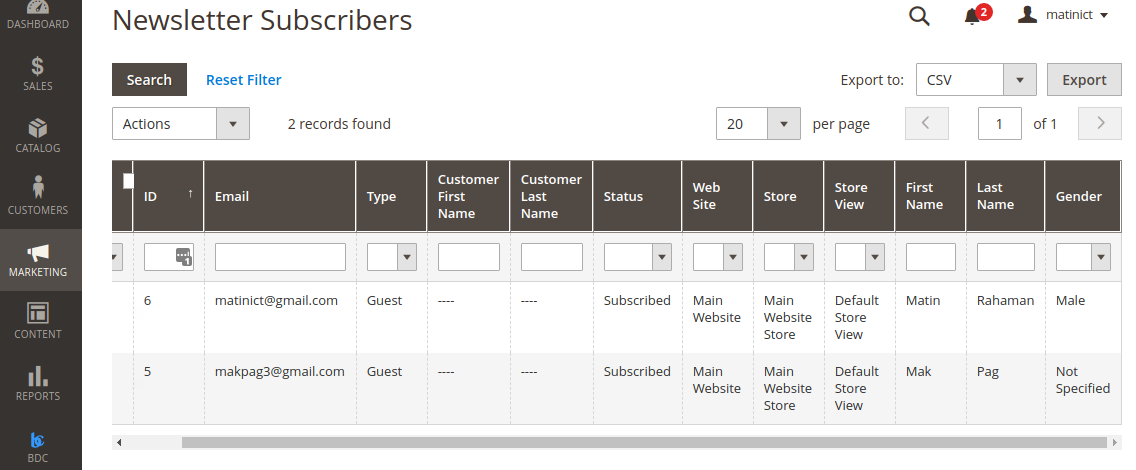 DASHBOARD
SALES
CATALOG
CUSTOMERS
MARKETING
CONTENT
REPORTS
bc
BDC
Newsletter Subscribers
2
matinict
Search
Reset Filter
Export to:
CSV
Export
Actions
2 records found
20
per page
1
of 1
ID ↑ Email Type Customer First Name Customer Last Name Status Web Site Store Store View First Name Last Name Gender
1
6 matinict@gmail.com Guest ---- ---- Subscribed Main Website Main Website Store Default Store View Matin Rahaman Male
5 makpag3@gmail.com Guest ---- ---- Subscribed Main Website Main Website Store Default Store View Mak Pag Not Specified